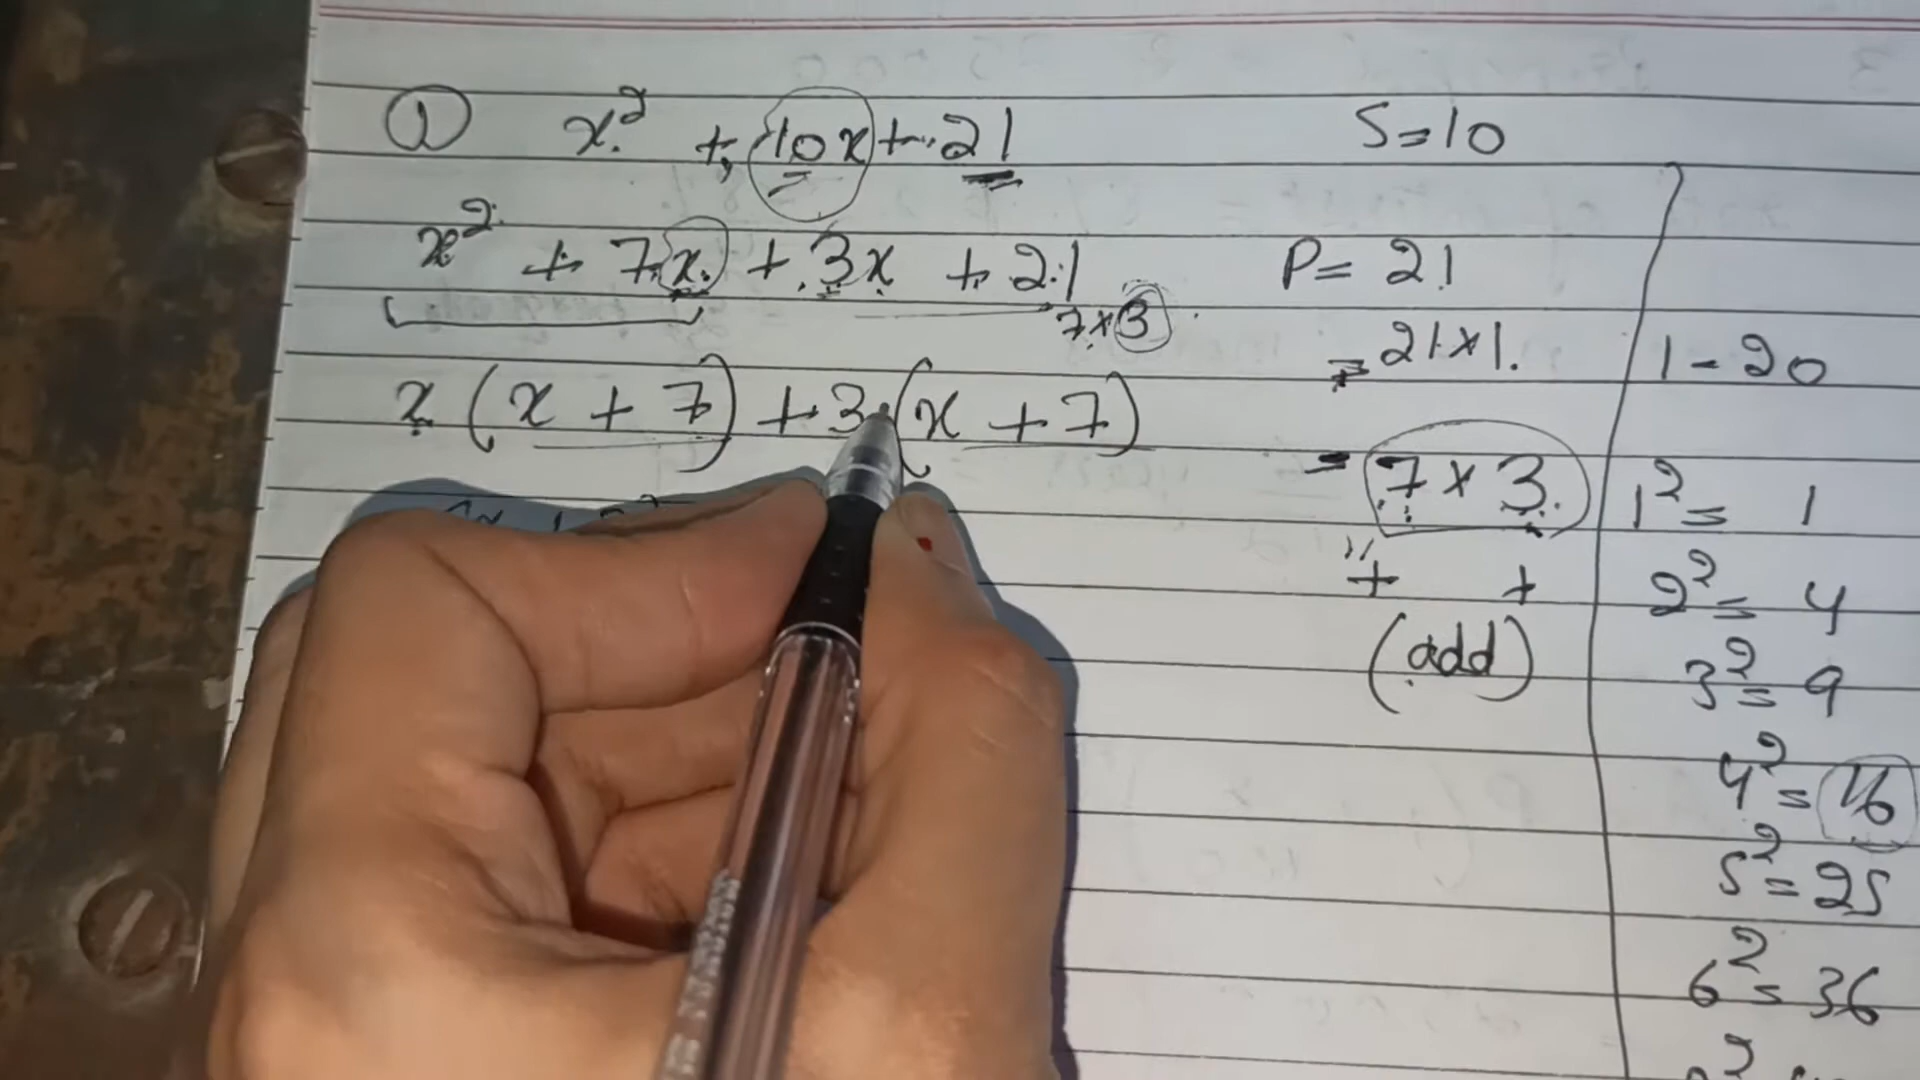 ① x² + 10x + 21
x² + 7x + 3x + 21
7×3
x (x + 7) + 3 (x + 7)
S = 10
P = 21
= 21×1
= 7 × 3
+ +
(add)
1 - 20
1² = 1
2² = 4
3² = 9
4² = 16
5² = 25
6² = 36